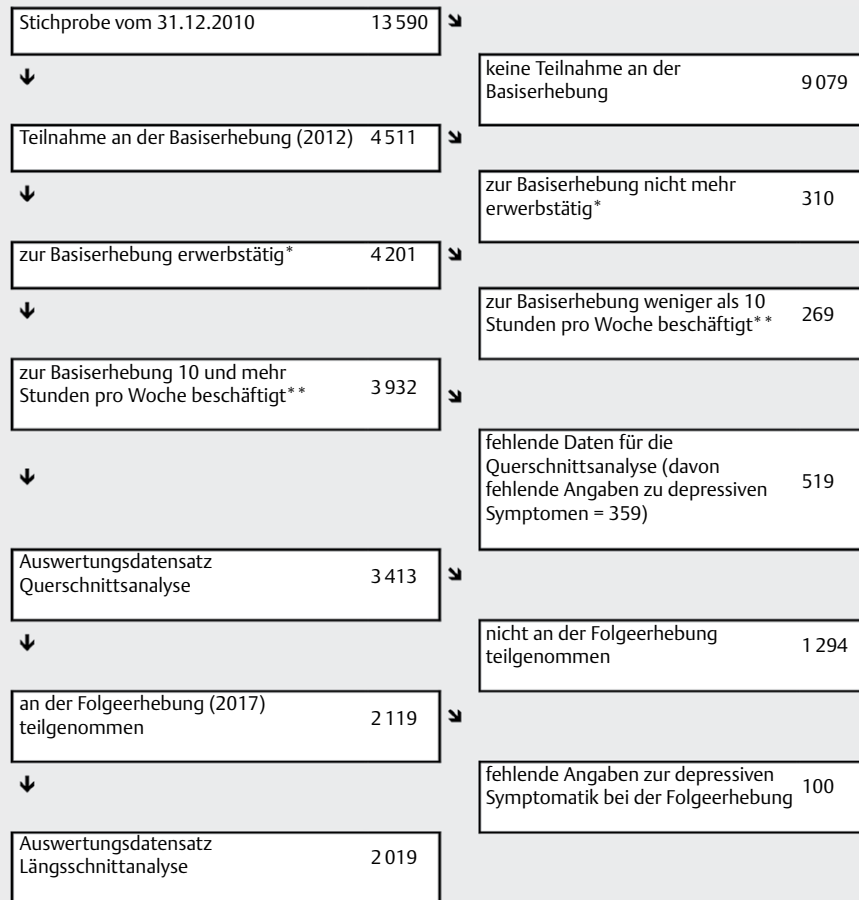 Stichprobe vom 31.12.2010 13 590
keine Teilnahme an der
Basiserhebung 9 079
Teilnahme an der Basiserhebung (2012) 4 511
zur Basiserhebung nicht mehr
erwerbstätig* 310
zur Basiserhebung erwerbstätig* 4 201
zur Basiserhebung weniger als 10
Stunden pro Woche beschäftigt** 269
zur Basiserhebung 10 und mehr
Stunden pro Woche beschäftigt** 3 932
fehlende Daten für die
Querschnittsanalyse (davon
fehlende Angaben zu depressiven
Symptomen = 359) 519
Auswertungsdatensatz
Querschnittsanalyse 3 413
nicht an der Folgeerhebung
teilgenommen 1 294
an der Folgeerhebung (2017)
teilgenommen 2 119
fehlende Angaben zur depressiven
Symptomatik bei der Folgeerhebung 100
Auswertungsdatensatz
Längsschnittanalyse 2 019